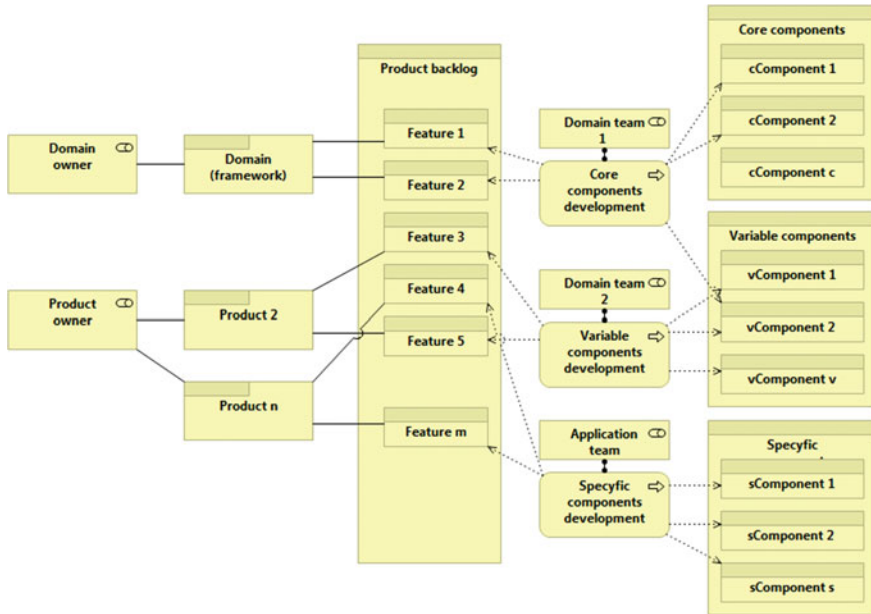 Domain
owner
Domain
(framework)
Product
owner
Product 2
Product n
Product backlog
Feature 1
Feature 2
Feature 3
Feature 4
Feature 5
Feature m
Domain team
1
Core
components
development
Domain team
2
Variable
components
development
Application
team
Specyfic
components
development
Core components
cComponent 1
cComponent 2
cComponent c
Variable components
vComponent 1
vComponent 2
vComponent v
Specyfic
sComponent 1
sComponent 2
sComponent s